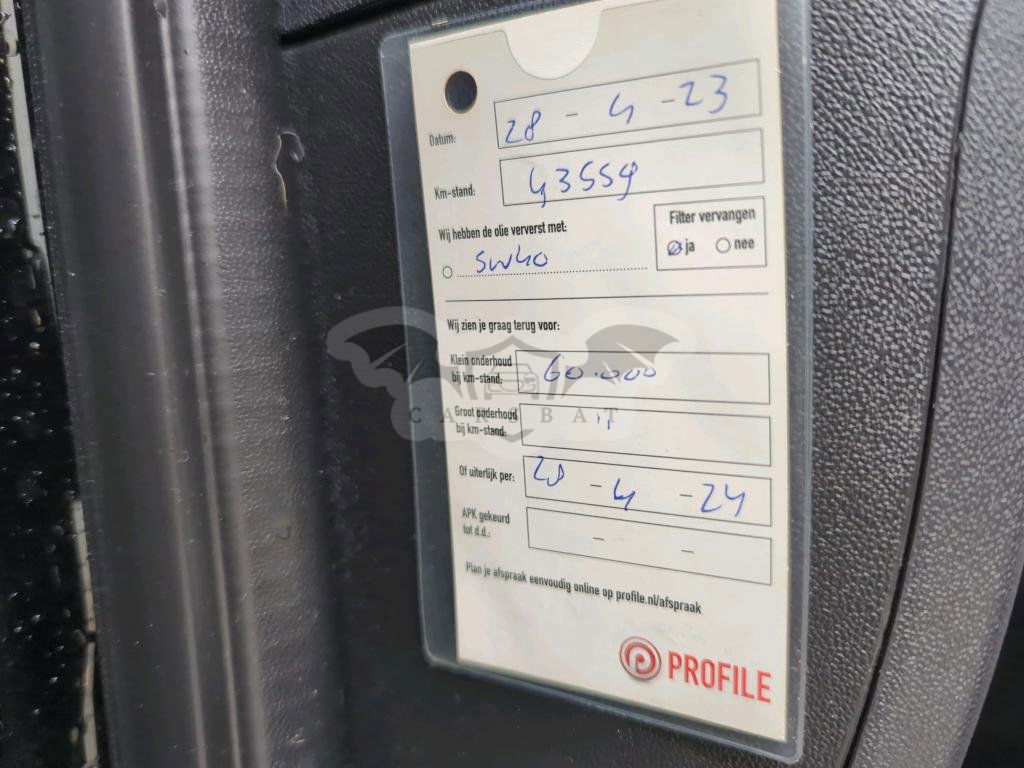 Datum: 28 - 4 - 23
Km-stand: 43559
Wij hebben de olie ververst met:
5w40
Filter vervangen
ja nee
Wij zien je graag terug voor:
Klein onderhoud
bij km-stand: 60.000
CARSBAT
Groot onderhoud
bij km-stand: "
Of uiterlijk per: 28 - 4 - 24
APK gekeurd
tot d.d.: - -
Plan je afspraak eenvoudig online op profile.nl/afspraak
PROFILE